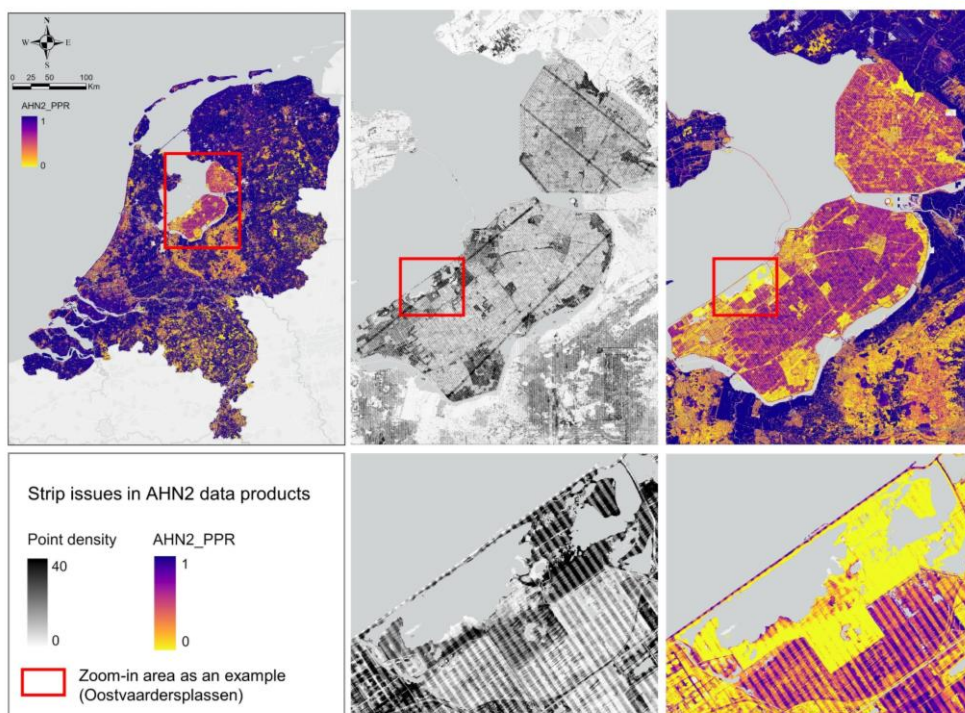 N
W E
S
0 25 50 100
Km
AHN2_PPR
1
0
Strip issues in AHN2 data products
Point density AHN2_PPR
40 1
0 0
Zoom-in area as an example
(Oostvaardersplassen)